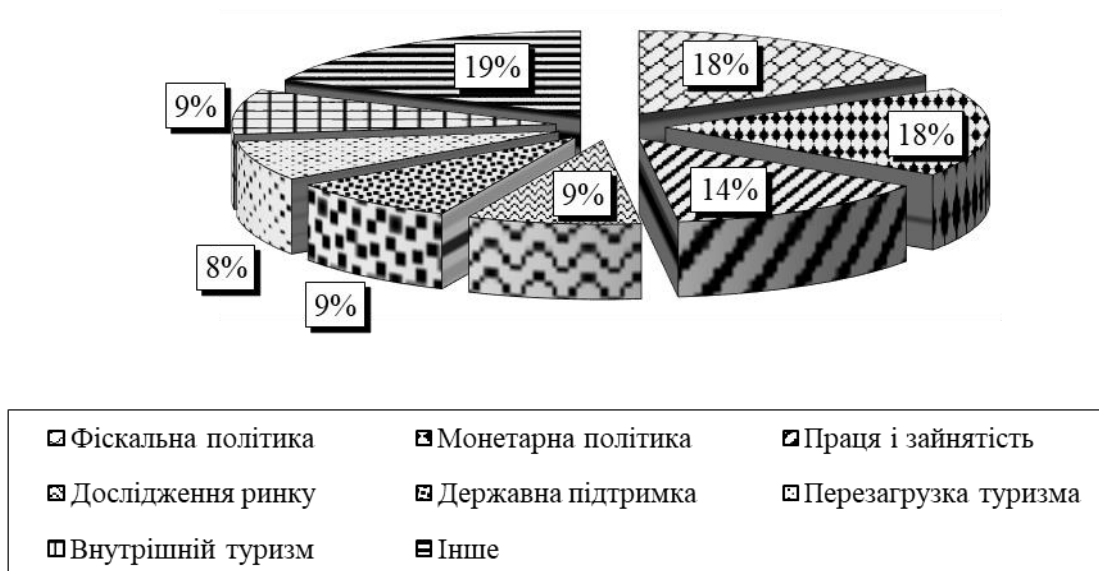 19%
18%
9%
18%
14%
9%
8%
9%
Фіскальна політика
Монетарна політика
Праця і зайнятість
Дослідження ринку
Державна підтримка
Перезагрузка туризма
Внутрішній туризм
Інше